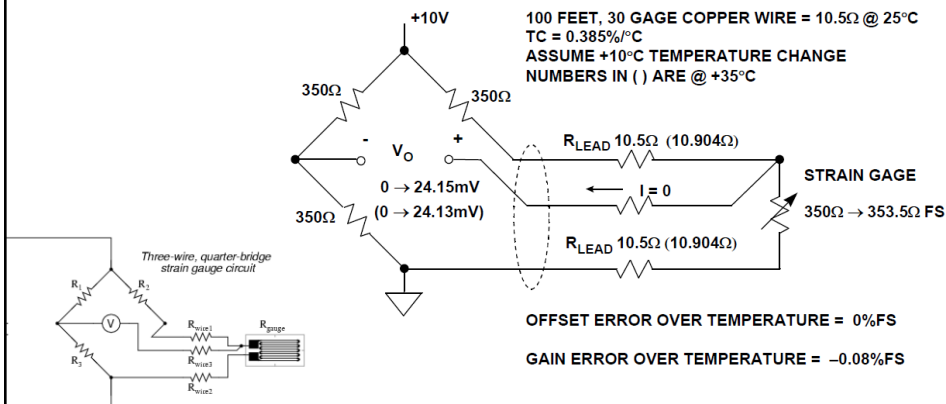 +10V
100 FEET, 30 GAGE COPPER WIRE = 10.5Ω @ 25°C
TC = 0.385%/°C
ASSUME +10°C TEMPERATURE CHANGE
NUMBERS IN ( ) ARE @ +35°C
350Ω
350Ω
- VO +
RLEAD 10.5Ω (10.904Ω)
0 → 24.15mV
(0 → 24.13mV)
I = 0
STRAIN GAGE
350Ω → 353.5Ω FS
350Ω
RLEAD 10.5Ω (10.904Ω)
OFFSET ERROR OVER TEMPERATURE = 0%FS
GAIN ERROR OVER TEMPERATURE = –0.08%FS
Three-wire, quarter-bridge
strain gauge circuit
R1
R2
V
R3
Rwire1
Rwire3
Rwire2
Rgauge